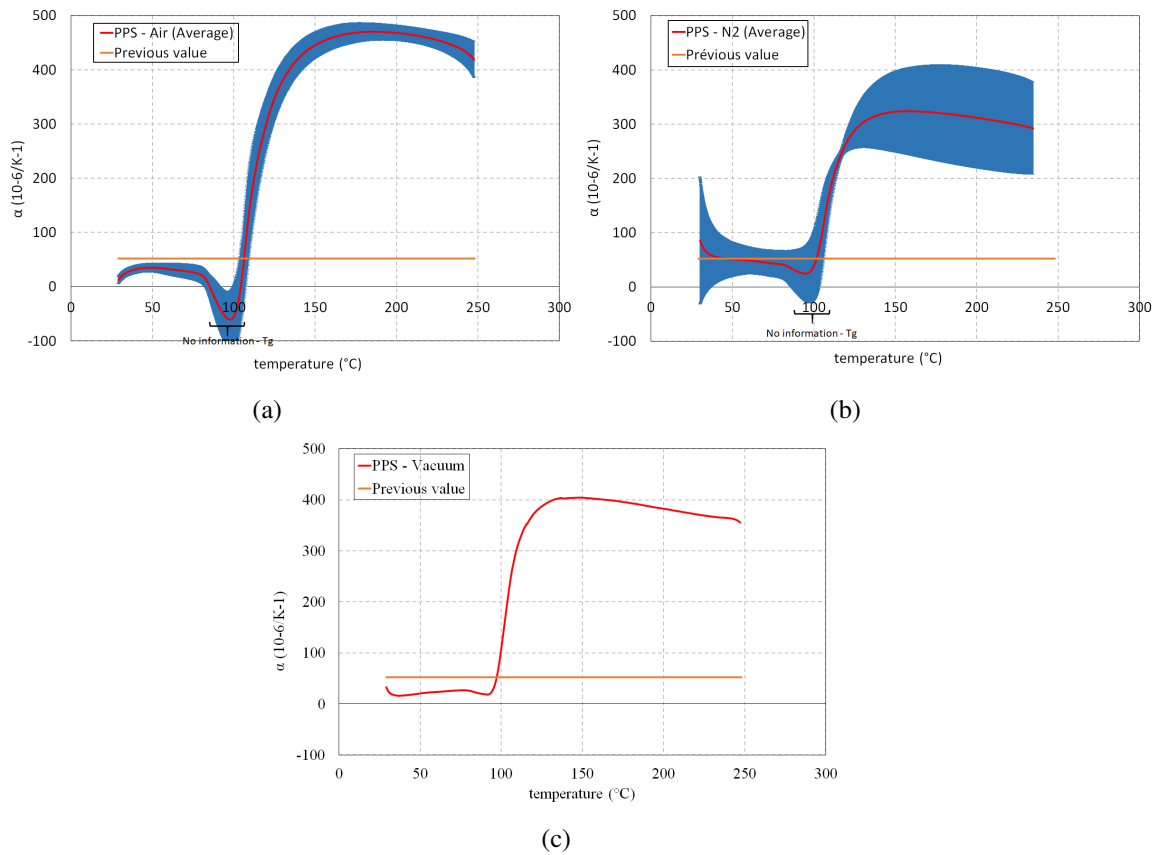 500
400
300
200
100
0
-100
α (10-6/K-1)
PPS - Air (Average)
Previous value
0
50
100
150
200
250
300
No information - Tg
temperature (°C)
(a)
500
400
300
200
100
0
-100
α (10-6/K-1)
PPS - N2 (Average)
Prévious value
0
50
100
150
200
250
300
No information - Tg
temperature (°C)
(b)
500
400
300
200
100
0
-100
α (10-6/K-1)
PPS - Vacuum
Previous value
0
50
100
150
200
250
300
temperature (°C)
(c)